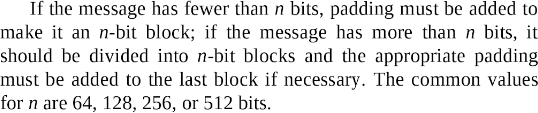 If the message has fewer than n bits, padding must be added to
make it an n-bit block; if the message has more than n bits, it
should be divided into n-bit blocks and the appropriate padding
must be added to the last block if necessary. The common values
for n are 64, 128, 256, or 512 bits.